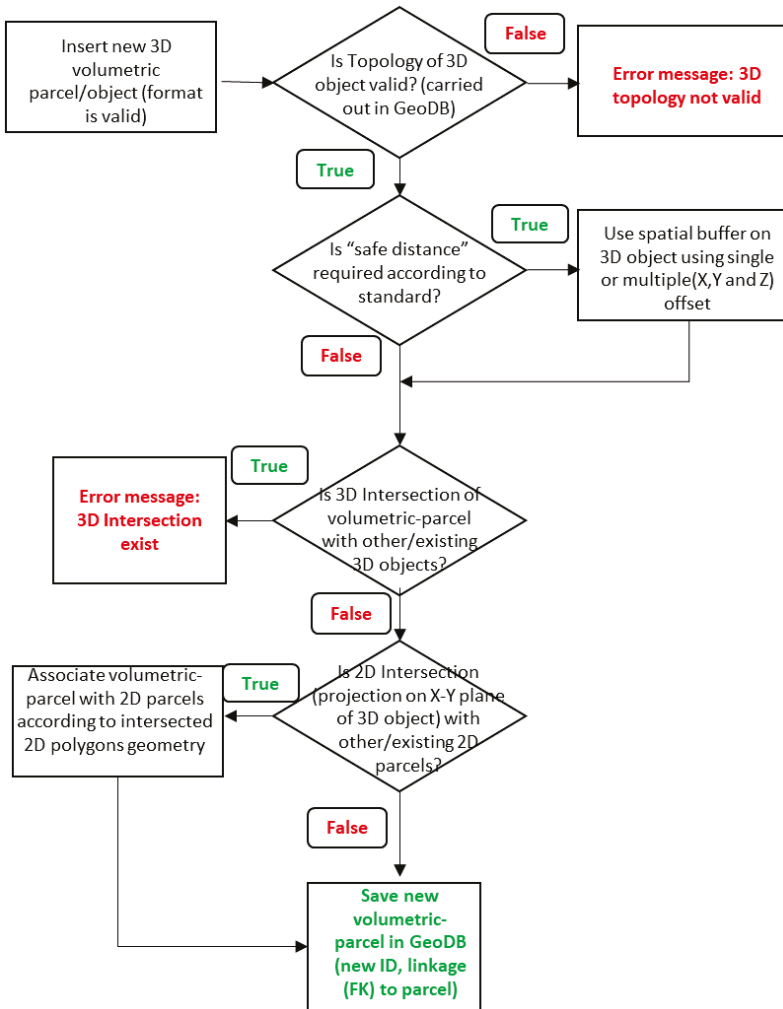 Insert new 3D
volumetric
parcel/object (format
is valid)
Is Topology of 3D
object valid? (carried
out in GeoDB)
False
Error message: 3D
topology not valid
True
Is “safe distance”
required according to
standard?
True
Use spatial buffer on
3D object using single
or multiple(X,Y and Z)
offset
False
Is 3D Intersection of
volumetric-parcel
with other/existing
3D objects?
True
Error message:
3D Intersection
exist
False
Is 2D Intersection
(projection on X-Y plane
of 3D object) with
other/existing 2D
parcels?
True
Associate volumetric-
parcel with 2D parcels
according to intersected
2D polygons geometry
False
Save new
volumetric-
parcel in GeoDB
(new ID, linkage
(FK) to parcel)